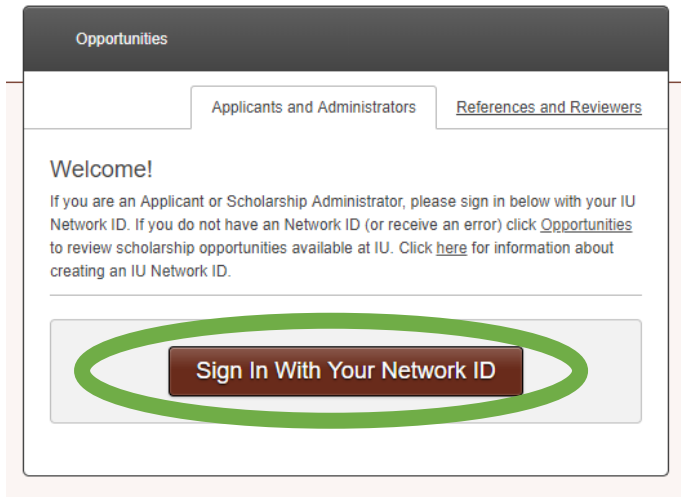 Opportunities
Applicants and Administrators References and Reviewers
Welcome!
If you are an Applicant or Scholarship Administrator, please sign in below with your IU
Network ID. If you do not have an Network ID (or receive an error) click Opportunities
to review scholarship opportunities available at IU. Click here for information about
creating an IU Network ID.
Sign In With Your Network ID